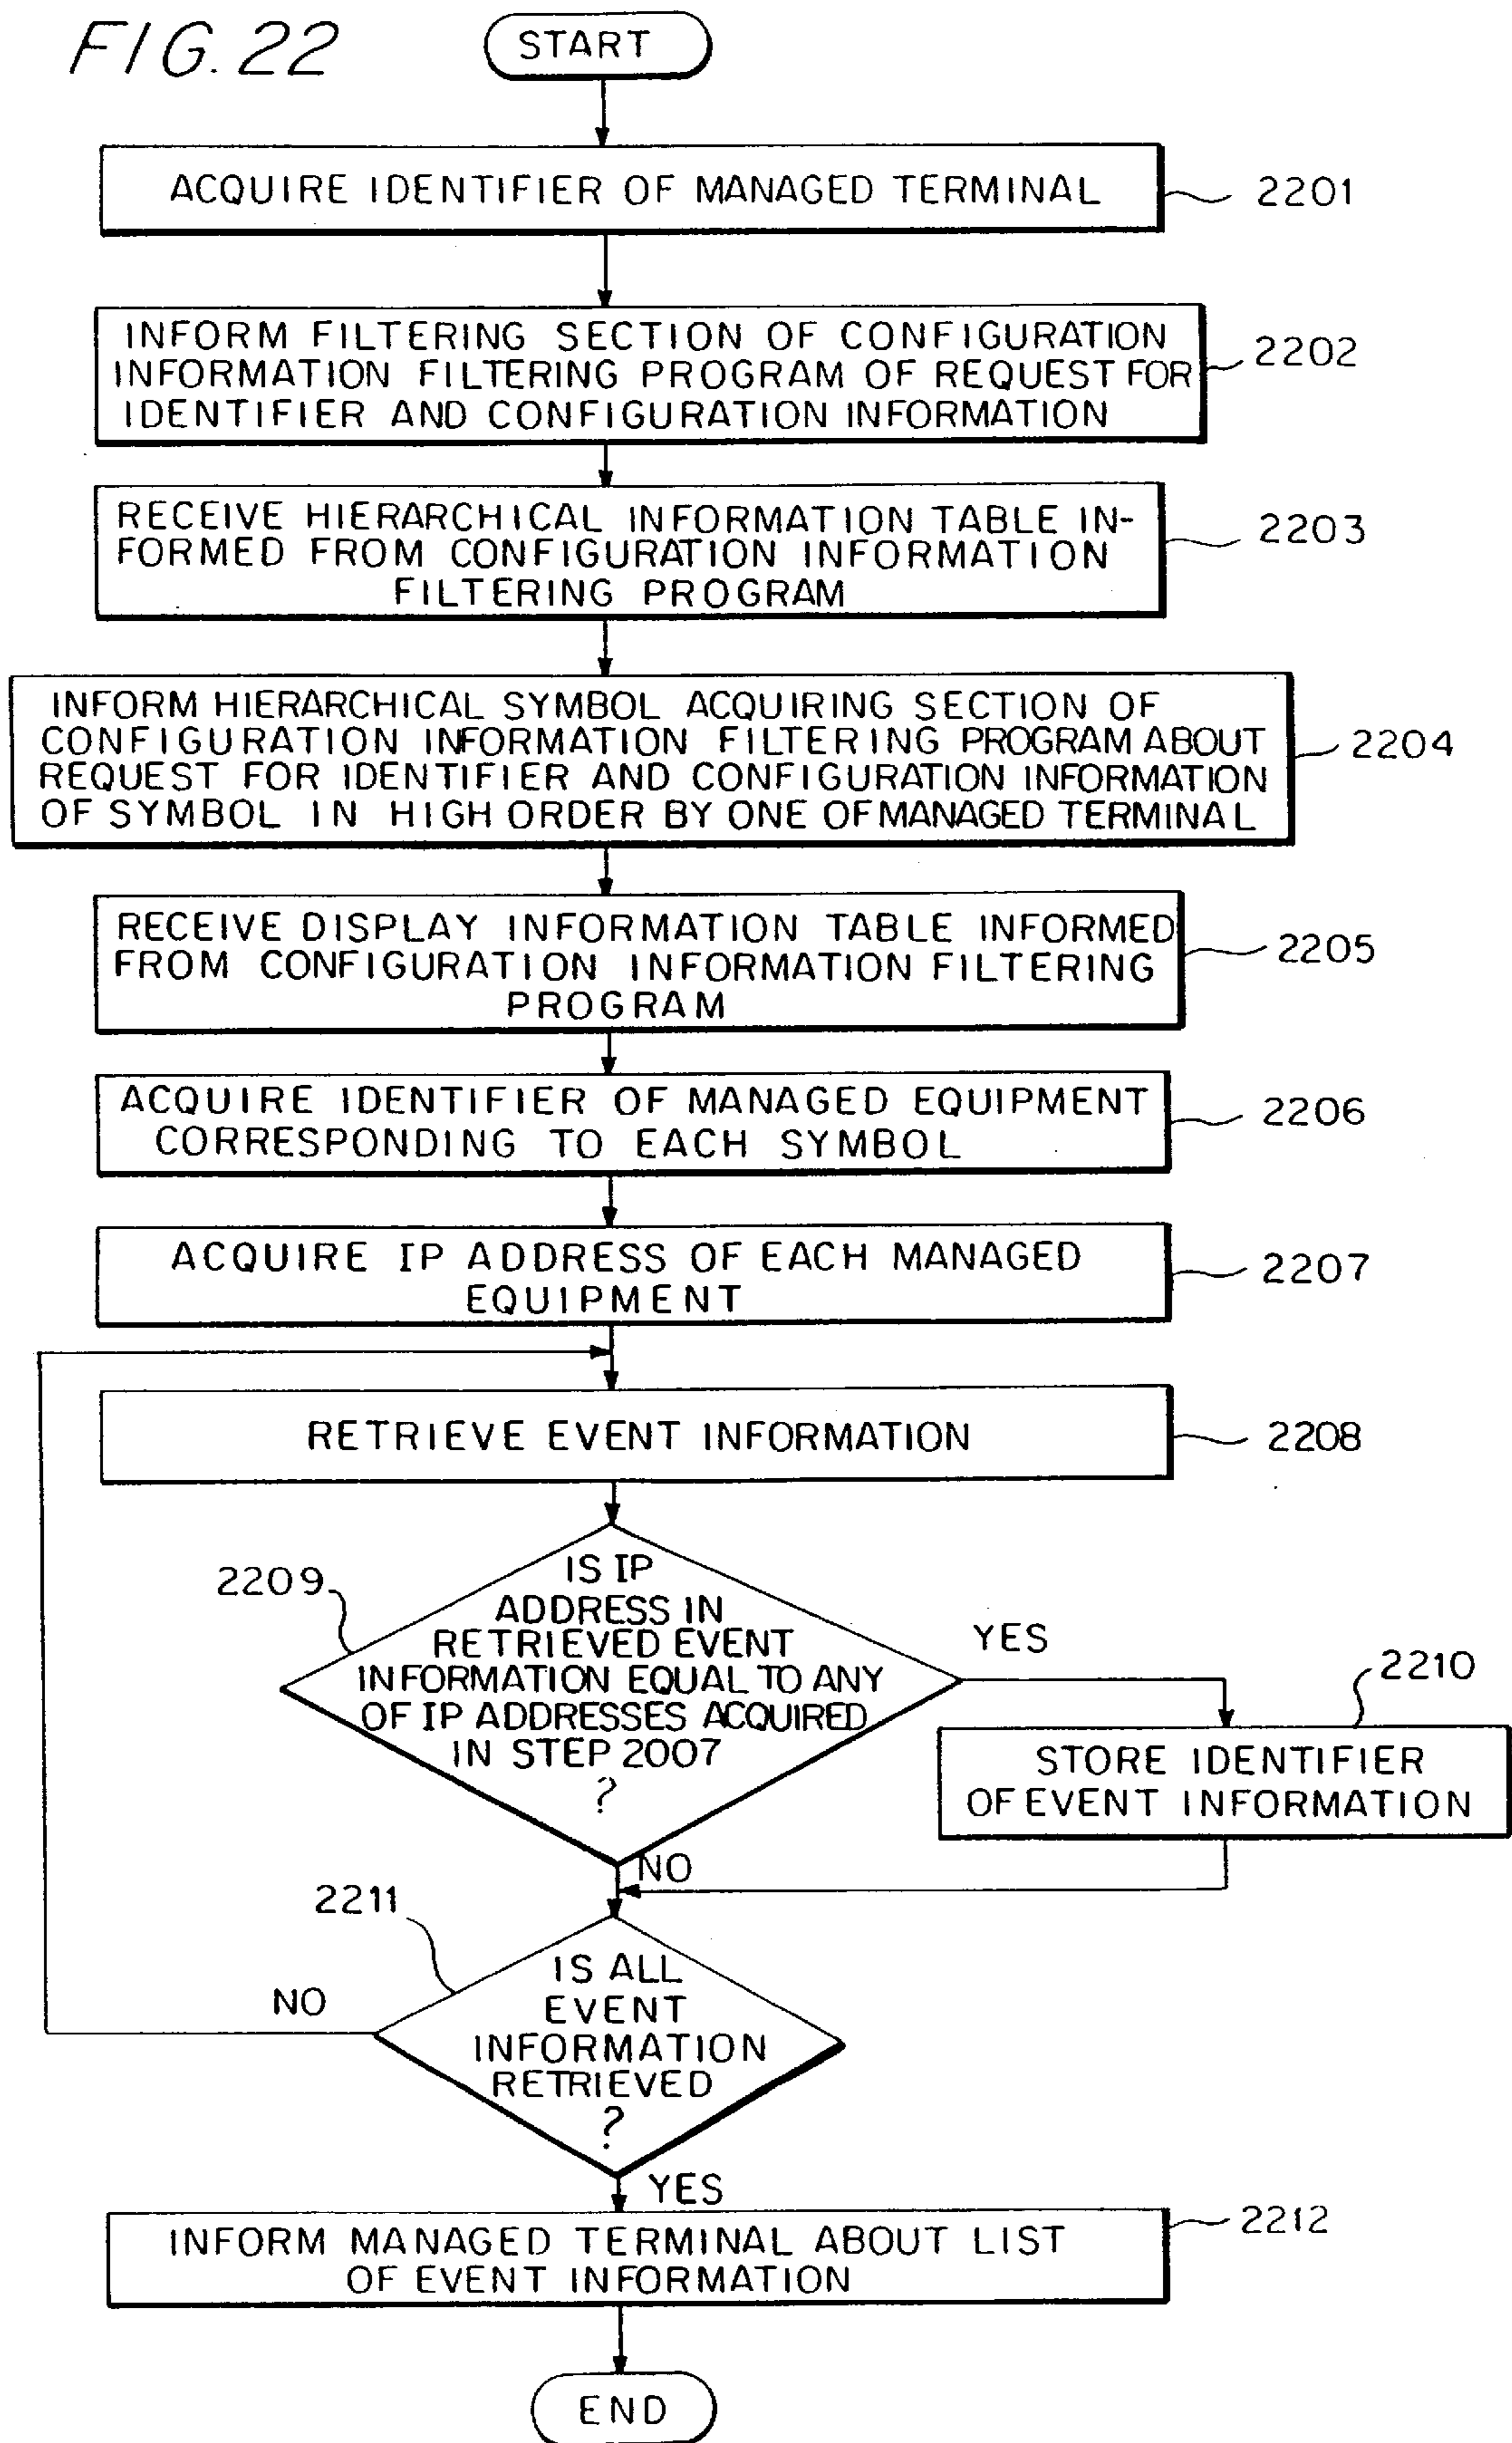 FIG. 22
START
ACQUIRE IDENTIFIER OF MANAGED TERMINAL
2201
INFORM FILTERING SECTION OF CONFIGURATION
INFORMATION FILTERING PROGRAM OF REQUEST FOR
IDENTIFIER AND CONFIGURATION INFORMATION
2202
RECEIVE HIERARCHICAL INFORMATION TABLE IN-
FORMED FROM CONFIGURATION INFORMATION
FILTERING PROGRAM
2203
INFORM HIERARCHICAL SYMBOL ACQUIRING SECTION OF
CONFIGURATION INFORMATION FILTERING PROGRAM ABOUT
REQUEST FOR IDENTIFIER AND CONFIGURATION INFORMATION
OF SYMBOL IN HIGH ORDER BY ONE OF MANAGED TERMINAL
2204
RECEIVE DISPLAY INFORMATION TABLE INFORMED
FROM CONFIGURATION INFORMATION FILTERING
PROGRAM
2205
ACQUIRE IDENTIFIER OF MANAGED EQUIPMENT
CORRESPONDING TO EACH SYMBOL
2206
ACQUIRE IP ADDRESS OF EACH MANAGED
EQUIPMENT
2207
RETRIEVE EVENT INFORMATION
2208
2209
IS IP
ADDRESS IN
RETRIEVED EVENT
INFORMATION EQUAL TO ANY
OF IP ADDRESSES ACQUIRED
IN STEP 2007
?
YES
2210
STORE IDENTIFIER
OF EVENT INFORMATION
NO
2211
IS ALL
EVENT
INFORMATION
RETRIEVED
?
NO
YES
INFORM MANAGED TERMINAL ABOUT LIST
OF EVENT INFORMATION
2212
END